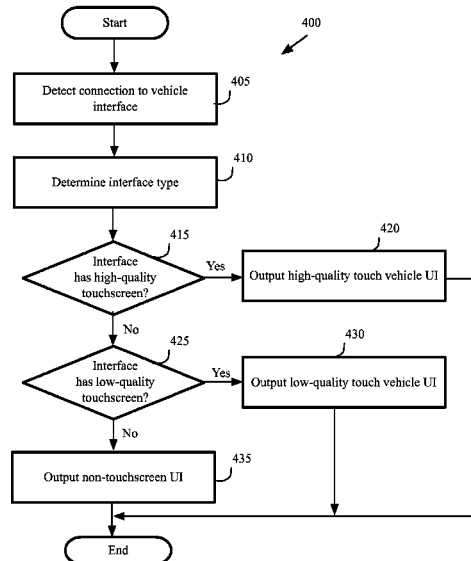 Start
400
Detect connection to vehicle
interface
405
410
Determine interface type
415
Interface
has high-quality
touchscreen?
Yes
420
Output high-quality touch vehicle UI
No
425
Interface
has low-quality
touchscreen?
Yes
430
Output low-quality touch vehicle UI
No
435
Output non-touchscreen UI
End